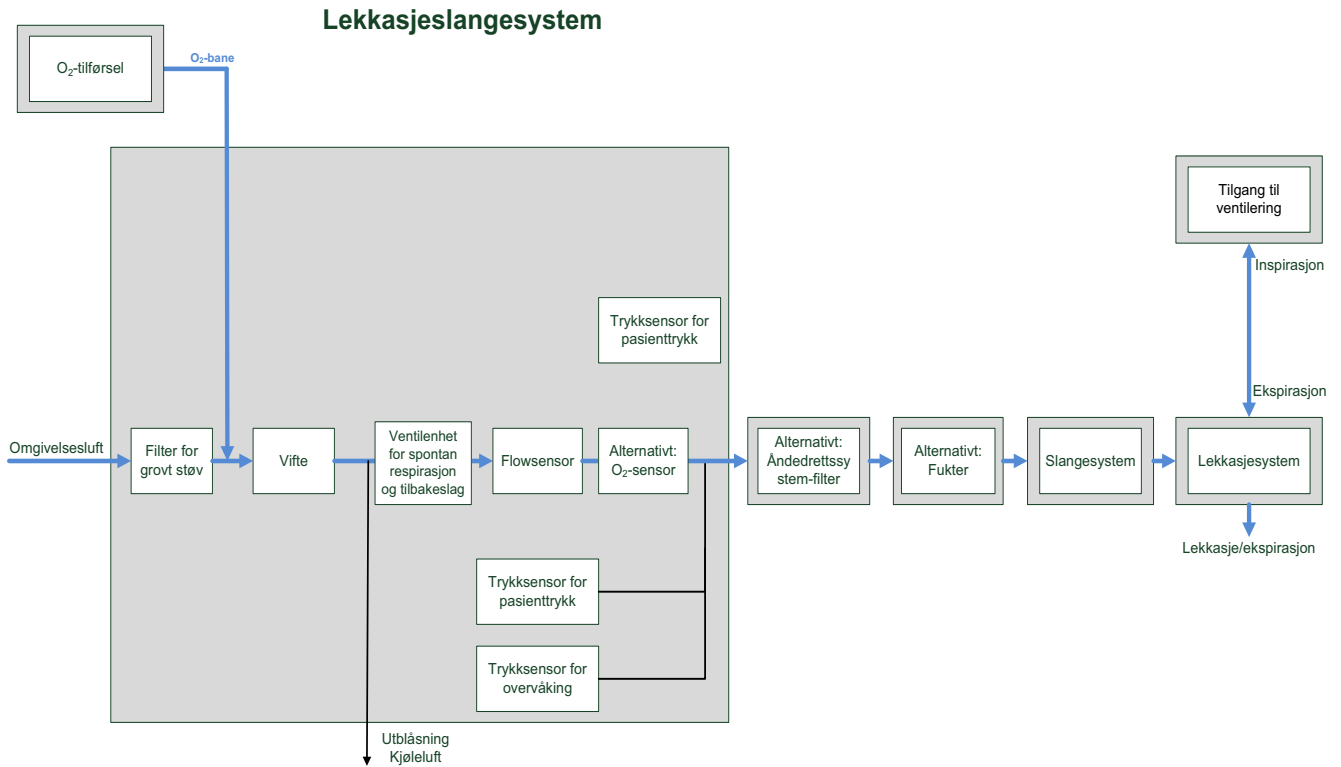 Lekkasjeslangesystem
O₂-tilførsel
O₂-bane
Tilgang til
ventilering
Inspirasjon
Trykksensor for
pasienttrykk
Ekspirasjon
Omgivelsesluft
Filter for
grovt støv
Vifte
Ventilenhet
for spontan
respirasjon
og tilbakeslag
Flowsensor
Alternativt:
O₂-sensor
Alternativt:
Åndedrettssy
stem-filter
Alternativt:
Fukter
Slangesystem
Lekkasjesystem
Lekkasje/ekspirasjon
Trykksensor for
pasienttrykk
Trykksensor for
overvåking
Utblåsning
Kjøleluft